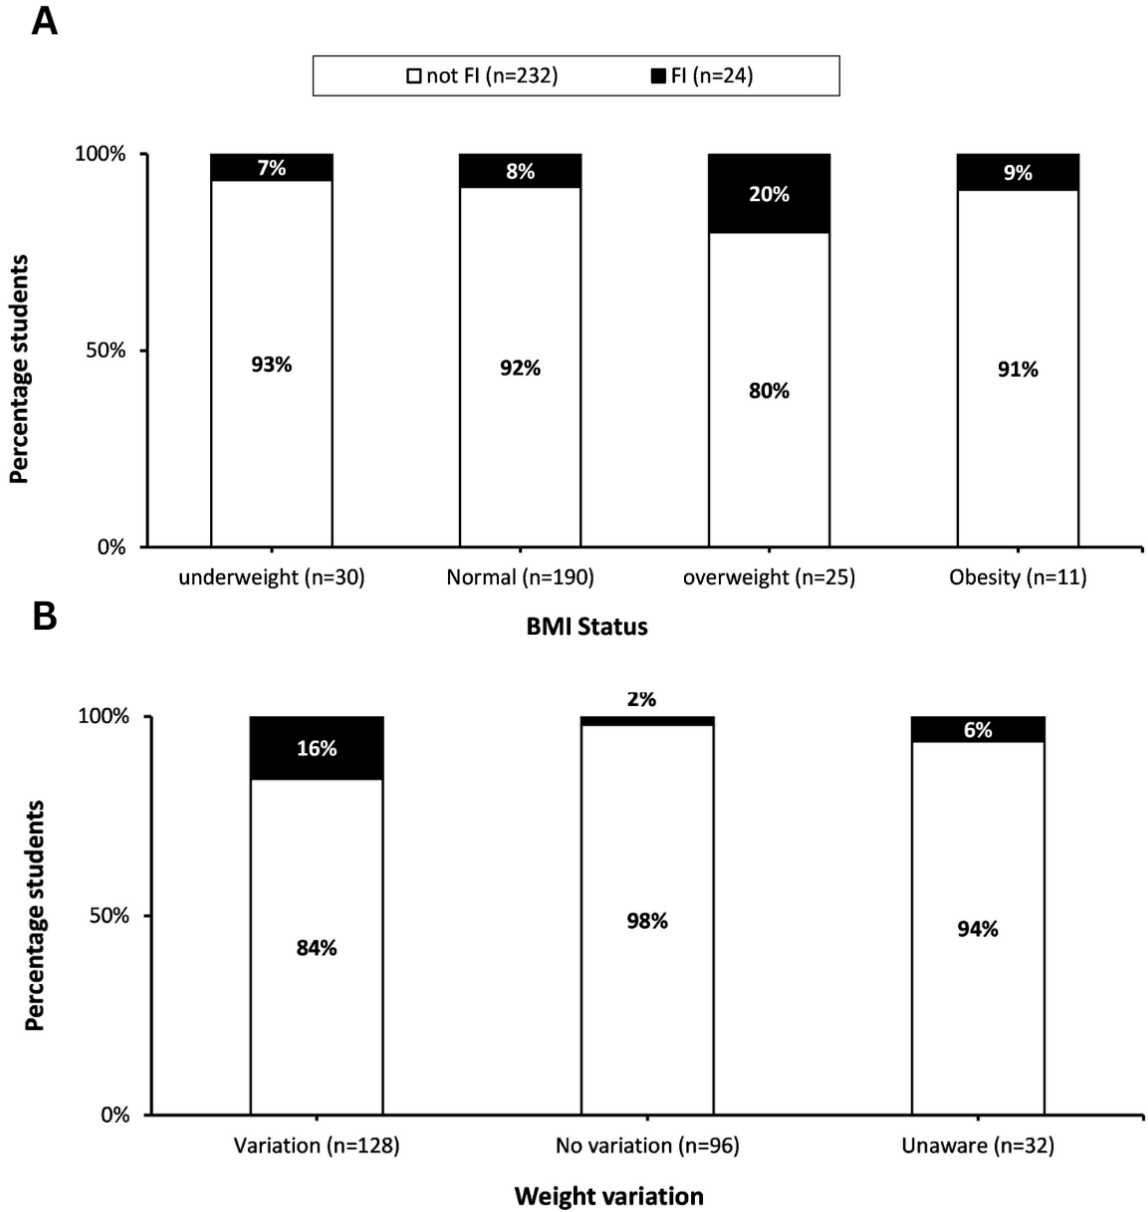 A
not FI (n=232) FI (n=24)
100%
50%
0%
Percentage students
7% 8% 20% 9%
93% 92% 80% 91%
underweight (n=30) Normal (n=190) overweight (n=25) Obesity (n=11)
BMI Status
B
100%
50%
0%
Percentage students
16% 2% 6%
84% 98% 94%
Variation (n=128) No variation (n=96) Unaware (n=32)
Weight variation